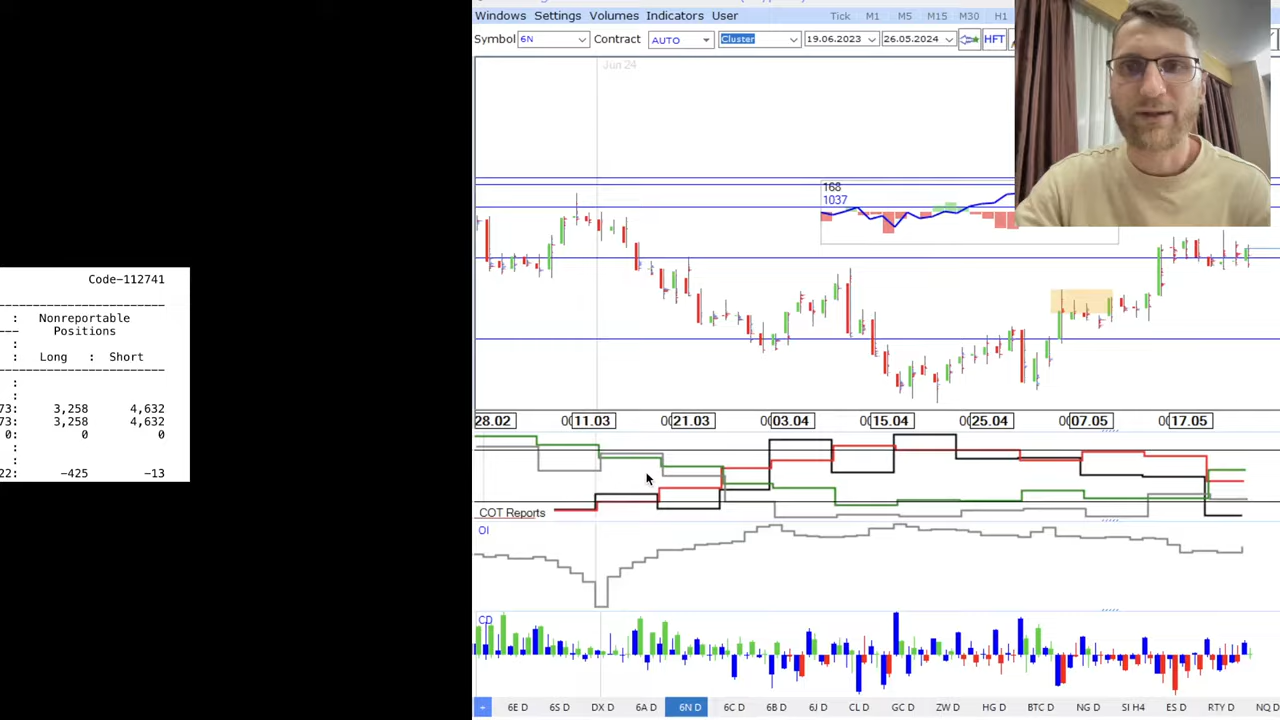 Windows Settings Volumes Indicators User Tick M1 M5 M15 M30 H1
Symbol 6N Contract AUTO Cluster 19.06.2023 26.05.2024 HFT
Jun 24
168
1037
Code-112741
: Nonreportable
Positions
:
: Long : Short
:
:
73: 3,258 4,632
73: 3,258 4,632
0: 0 0
:
22: -425 -13
28.02 11.03 21.03 03.04 15.04 25.04 07.05 17.05
COT Reports
OI
CD
+ 6E D 6S D DX D 6A D 6N D 6C D 6B D 6J D CL D GC D ZW D HG D BTC D NG D SI H4 ES D RTY D NQ D